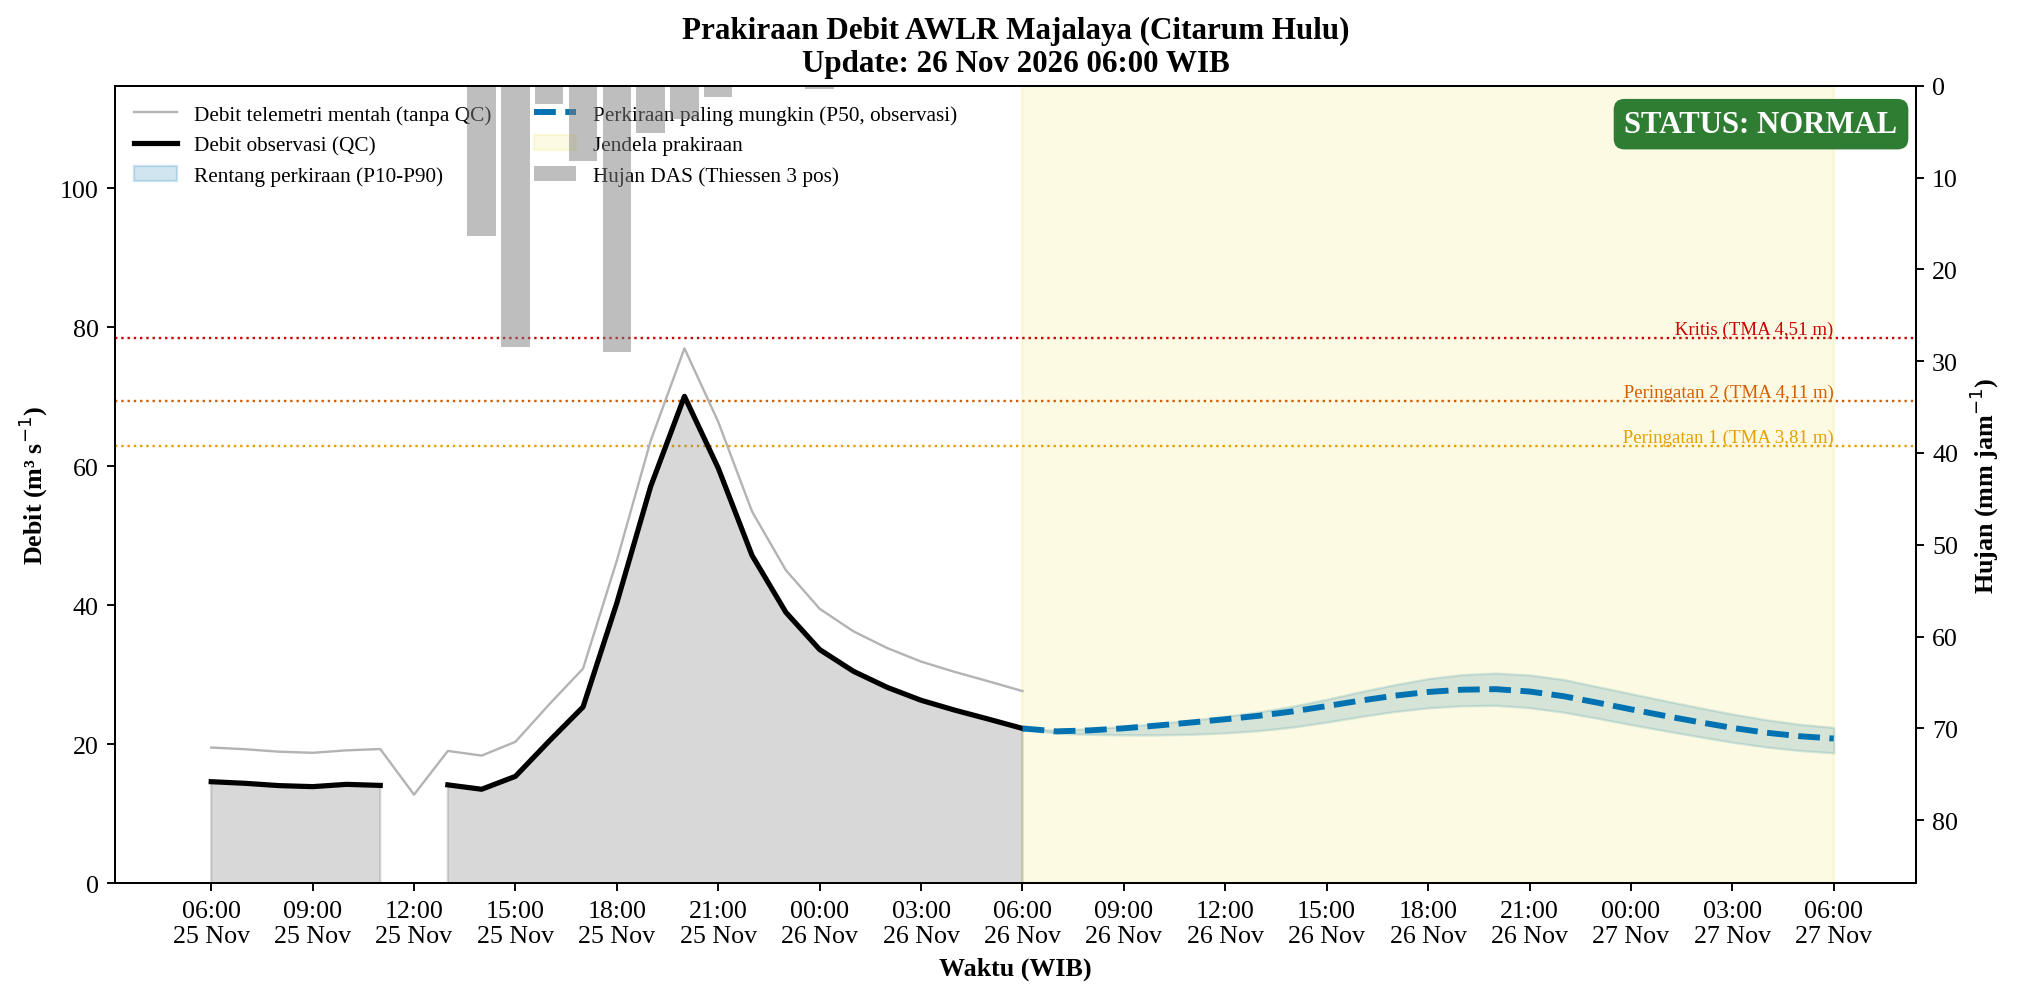 Prakiraan Debit AWLR Majalaya (Citarum Hulu)
Update: 26 Nov 2026 06:00 WIB
Debit telemetri mentah (tanpa QC)
Debit observasi (QC)
Rentang perkiraan (P10-P90)
Perkiraan paling mungkin (P50, observasi)
Jendela prakiraan
Hujan DAS (Thiessen 3 pos)
STATUS: NORMAL
Kritis (TMA 4,51 m)
Peringatan 2 (TMA 4,11 m)
Peringatan 1 (TMA 3,81 m)
Debit (m³ s⁻¹)
100
80
60
40
20
0
Hujan (mm jam⁻¹)
0
10
20
30
40
50
60
70
80
06:00 09:00 12:00 15:00 18:00 21:00 00:00 03:00 06:00 09:00 12:00 15:00 18:00 21:00 00:00 03:00 06:00
25 Nov 25 Nov 25 Nov 25 Nov 25 Nov 25 Nov 26 Nov 26 Nov 26 Nov 26 Nov 26 Nov 26 Nov 26 Nov 26 Nov 27 Nov 27 Nov 27 Nov
Waktu (WIB)